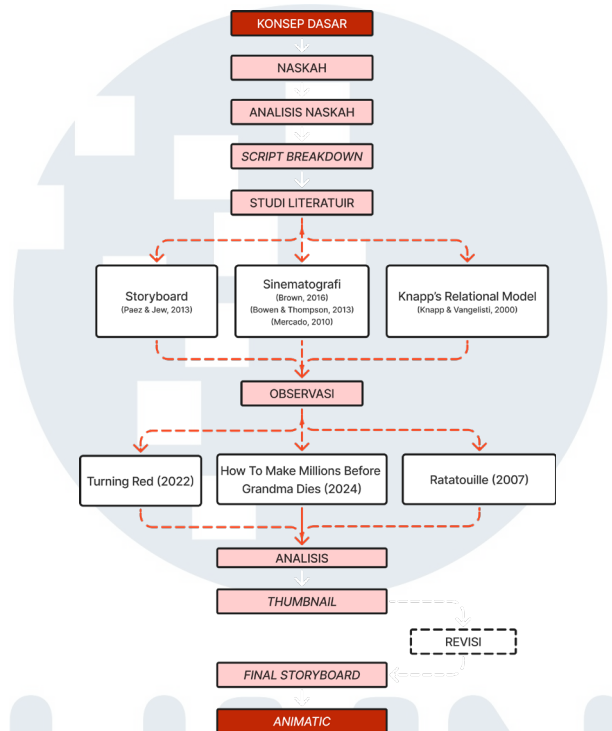 KONSEP DASAR
NASKAH
ANALISIS NASKAH
SCRIPT BREAKDOWN
STUDI LITERATUIR
Storyboard
(Paez & Jew, 2013)
Sinematografi
(Brown, 2016)
(Bowen & Thompson, 2013)
(Mercado, 2010)
Knapp's Relational Model
(Knapp & Vangelisti, 2000)
OBSERVASI
Turning Red (2022)
How To Make Millions Before
Grandma Dies (2024)
Ratatouille (2007)
ANALISIS
THUMBNAIL
REVISI
FINAL STORYBOARD
ANIMATIC